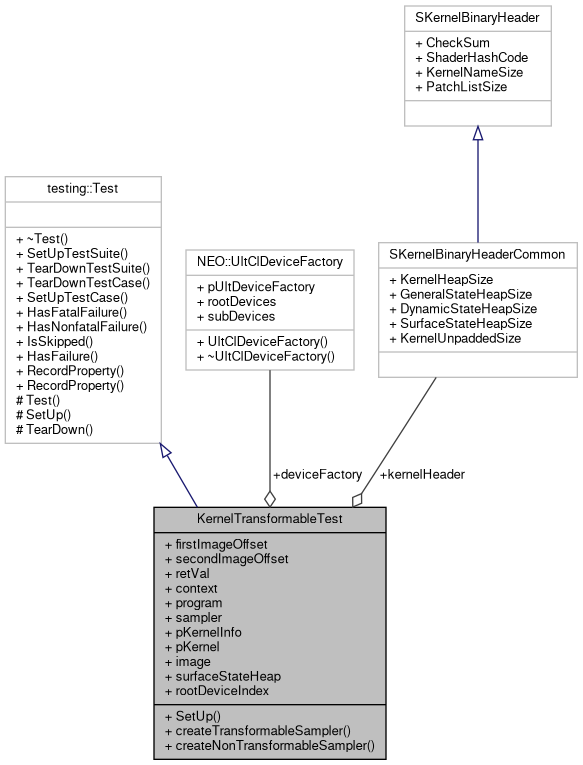 SKernelBinaryHeader
+ CheckSum
+ ShaderHashCode
+ KernelNameSize
+ PatchListSize
testing::Test
+ ~Test()
+ SetUpTestSuite()
+ TearDownTestSuite()
+ TearDownTestCase()
+ SetUpTestCase()
+ HasFatalFailure()
+ HasNonfatalFailure()
+ IsSkipped()
+ HasFailure()
+ RecordProperty()
+ RecordProperty()
# Test()
# SetUp()
# TearDown()
NEO::UltClDeviceFactory
+ pUltDeviceFactory
+ rootDevices
+ subDevices
+ UltClDeviceFactory()
+ ~UltClDeviceFactory()
SKernelBinaryHeaderCommon
+ KernelHeapSize
+ GeneralStateHeapSize
+ DynamicStateHeapSize
+ SurfaceStateHeapSize
+ KernelUnpaddedSize
+deviceFactory
+kernelHeader
KernelTransformableTest
+ firstImageOffset
+ secondImageOffset
+ retVal
+ context
+ program
+ sampler
+ pKernelInfo
+ pKernel
+ image
+ surfaceStateHeap
+ rootDeviceIndex
+ SetUp()
+ createTransformableSampler()
+ createNonTransformableSampler()